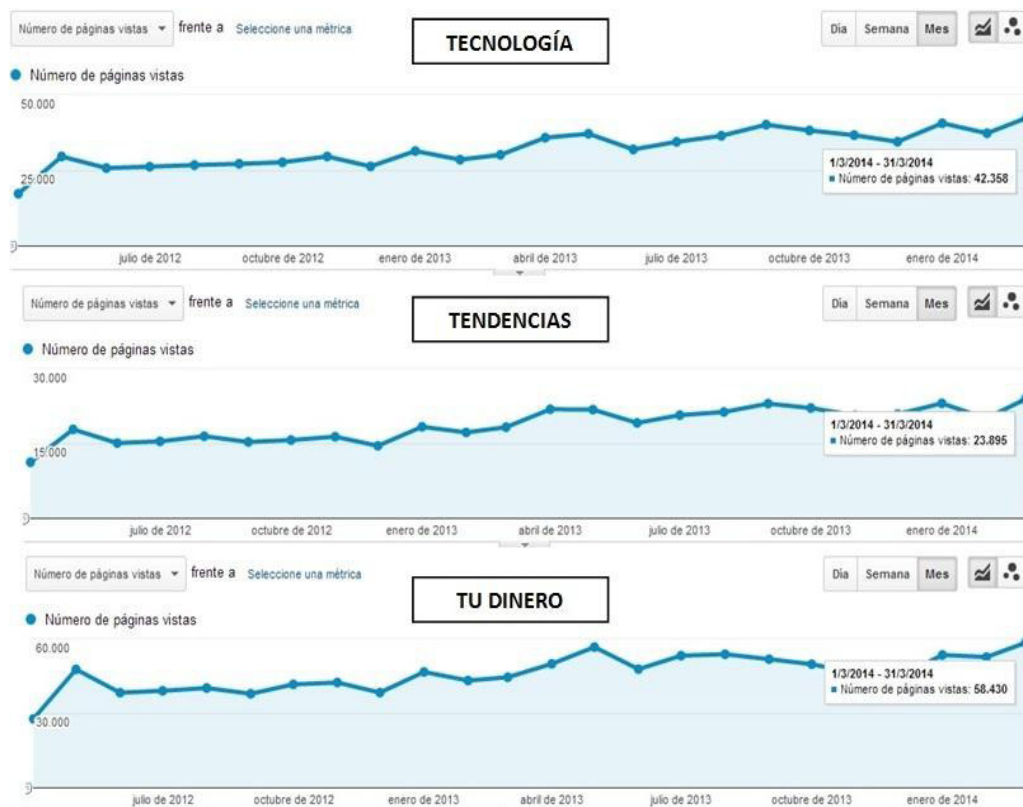 Número de páginas vistas frente a Seleccione una métrica
TECNOLOGÍA
Día Semana Mes
Número de páginas vistas
50.000
25.000
1/3/2014 - 31/3/2014
Número de páginas vistas: 42.358
julio de 2012 octubre de 2012 enero de 2013 abril de 2013 julio de 2013 octubre de 2013 enero de 2014
Número de páginas vistas frente a Seleccione una métrica
TENDENCIAS
Día Semana Mes
Número de páginas vistas
30.000
15.000
1/3/2014 - 31/3/2014
Número de páginas vistas: 23.895
julio de 2012 octubre de 2012 enero de 2013 abril de 2013 julio de 2013 octubre de 2013 enero de 2014
Número de páginas vistas frente a Seleccione una métrica
TU DINERO
Día Semana Mes
Número de páginas vistas
60.000
30.000
1/3/2014 - 31/3/2014
Número de páginas vistas: 58.430
julio de 2012 octubre de 2012 enero de 2013 abril de 2013 julio de 2013 octubre de 2013 enero de 2014